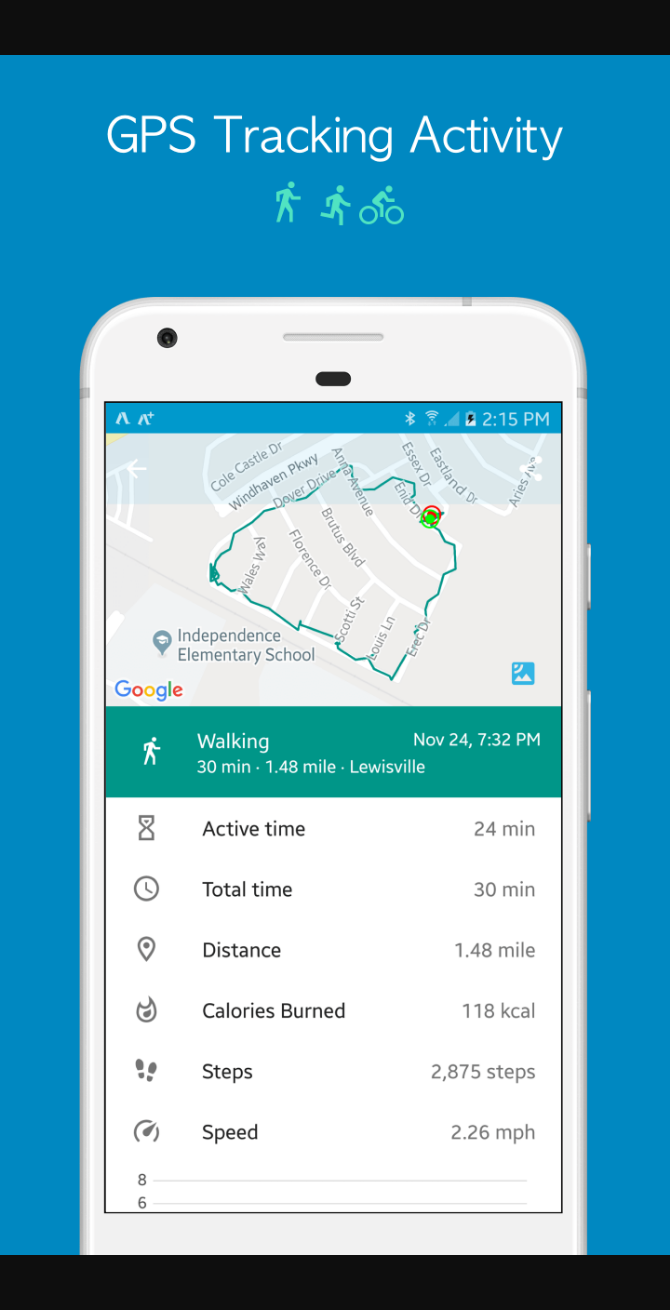 GPS Tracking Activity
2:15 PM
Cole Castle Dr
Windhaven Pkwy
Dover Drive
Anna Avenue
Essex Dr
Eastland Dr
Enid Dr
Brutus Blvd
Florence Dr
Wales Way
Scotti St
Louis Ln
Erec Dr
Independence
Elementary School
Google
Walking
Nov 24, 7:32 PM
30 min · 1.48 mile · Lewisville
Active time
24 min
Total time
30 min
Distance
1.48 mile
Calories Burned
118 kcal
Steps
2,875 steps
Speed
2.26 mph
8
6